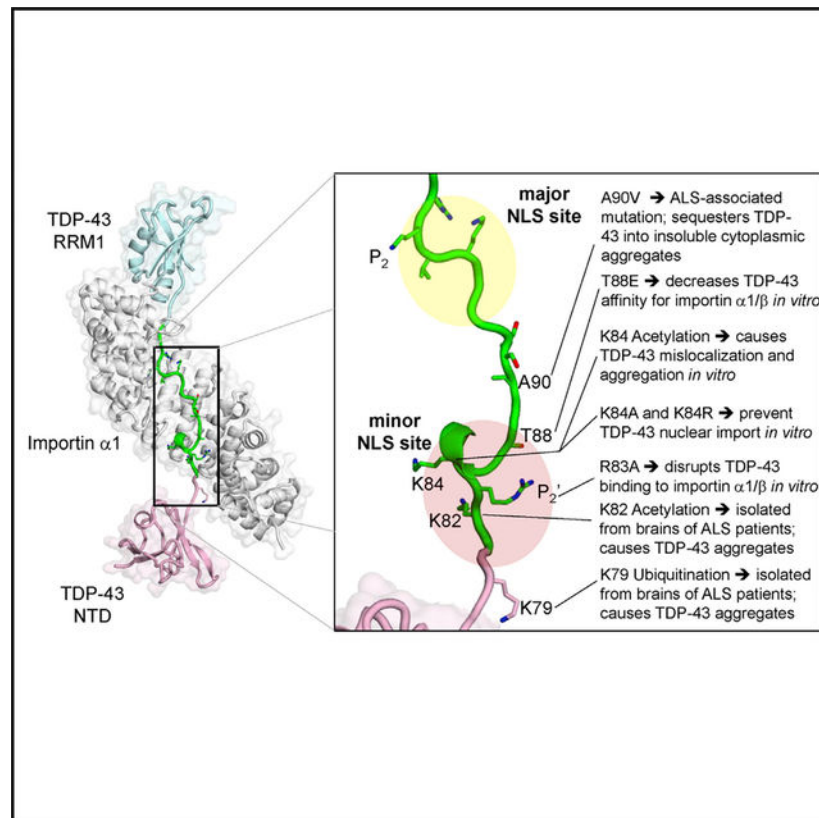 TDP-43
RRM1
Importin α1
TDP-43
NTD
major
NLS site
P₂
A90
minor
NLS site
T88
K84
P₂'
K82
K79
A90V ➔ ALS-associated
mutation; sequesters TDP-
43 into insoluble cytoplasmic
aggregates
T88E ➔ decreases TDP-43
affinity for importin α1/β in vitro
K84 Acetylation ➔ causes
TDP-43 mislocalization and
aggregation in vitro
K84A and K84R ➔ prevent
TDP-43 nuclear import in vitro
R83A ➔ disrupts TDP-43
binding to importin α1/β in vitro
K82 Acetylation ➔ isolated
from brains of ALS patients;
causes TDP-43 aggregates
K79 Ubiquitination ➔ isolated
from brains of ALS patients;
causes TDP-43 aggregates